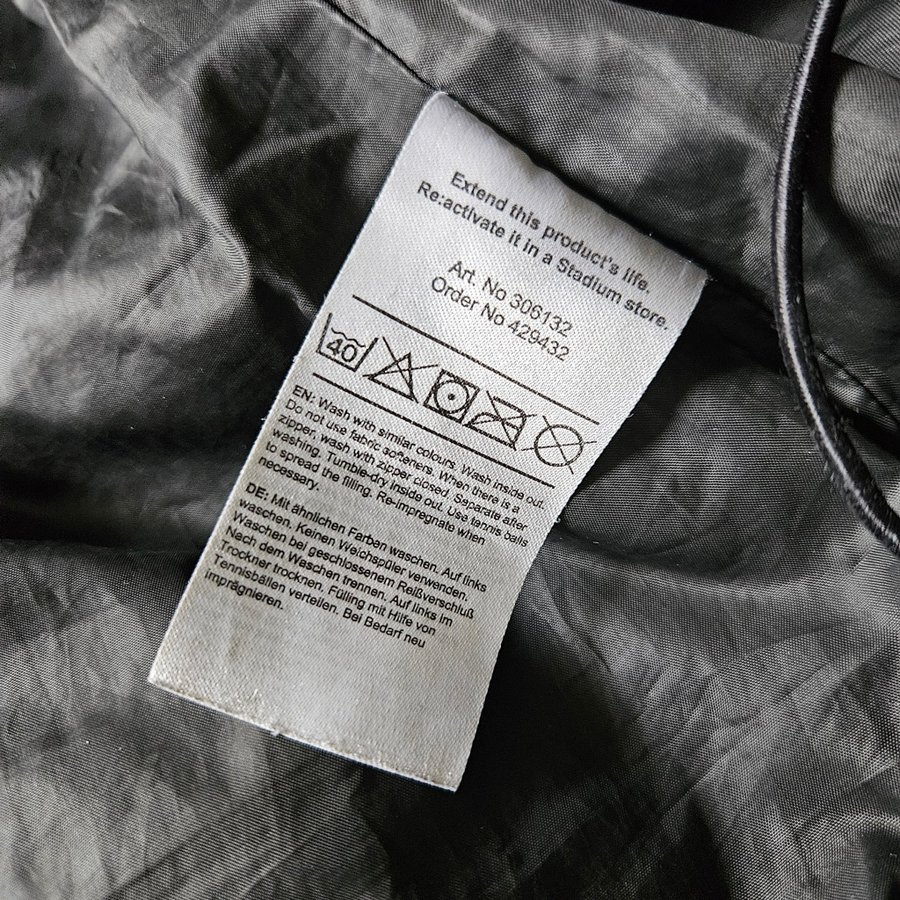 Extend this product's life.
Re:activate it in a Stadium store.
Art. No 306132
Order No 429432
40
EN: Wash with similar colours. Wash inside out.
Do not use fabric softeners. When there is a
zipper, wash with zipper closed. Separate after
washing. Tumble-dry inside out. Use tennis balls
to spread the filling. Re-impregnate when
necessary.
DE: Mit ähnlichen Farben waschen. Auf links
waschen. Keinen Weichspüler verwenden.
Waschen bei geschlossenem Reißverschluß
Nach dem Waschen trennen. Auf links im
Trockner trocknen. Fülling mit Hilfe von
Tennisbällen verteilen. Bei Bedarf neu
imprägnieren.